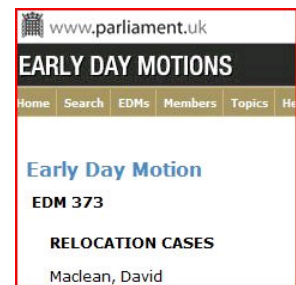 www.parliament.uk
EARLY DAY MOTIONS
Home Search EDMs Members Topics He
Early Day Motion
EDM 373
RELOCATION CASES
Maclean, David